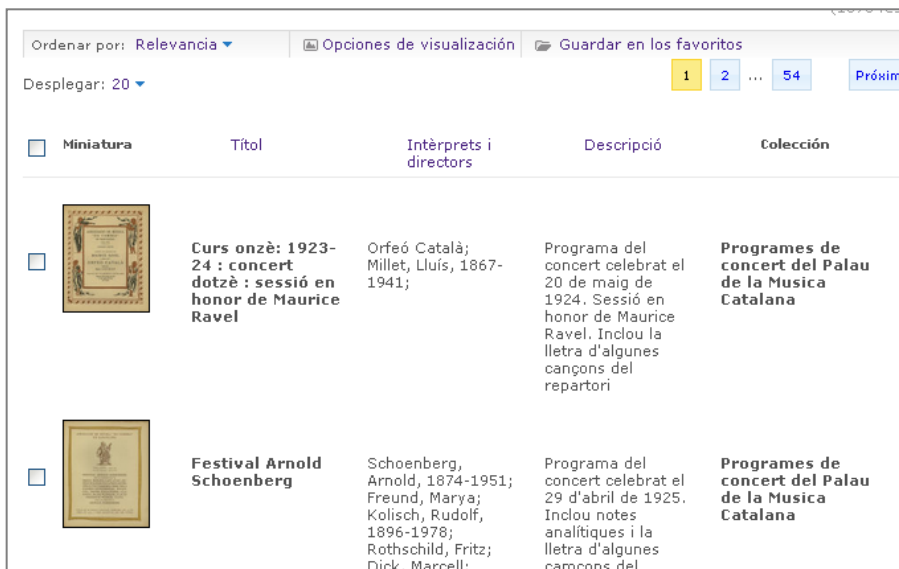 Ordenar por: Relevancia Opciones de visualización Guardar en los favoritos
Desplegar: 20 1 2 ... 54
Miniatura Títol Intèrprets i directors Descripció Colección
Curs onzè: 1923-
24 : concert
dotzè : sessió en
honor de Maurice
Ravel
Orfeó Català;
Millet, Lluís, 1867-
1941;
Programa del
concert celebrat el
20 de maig de
1924. Sessió en
honor de Maurice
Ravel. Inclou la
lletra d'algunes
cançons del
repartori
Programes de
concert del Palau
de la Musica
Catalana
Festival Arnold
Schoenberg
Schoenberg,
Arnold, 1874-1951;
Freund, Marya;
Kolisch, Rudolf,
1896-1978;
Rothschild, Fritz;
Dick, Marcell;
Programa del
concert celebrat el
29 d'abril de 1925.
Inclou notes
analítiques i la
lletra d'algunes
camcons del
Programes de
concert del Palau
de la Musica
Catalana